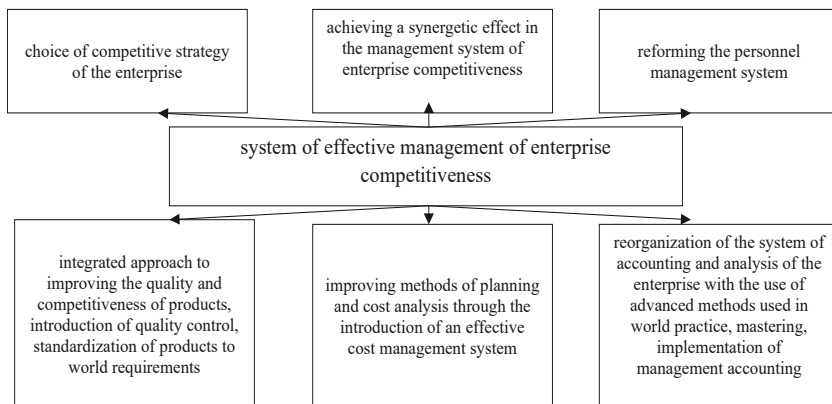 choice of competitive strategy
of the enterprise
achieving a synergetic effect in
the management system of
enterprise competitiveness
reforming the personnel
management system
system of effective management of enterprise
competitiveness
integrated approach to
improving the quality and
competitiveness of products,
introduction of quality control,
standardization of products to
world requirements
improving methods of planning
and cost analysis through the
introduction of an effective
cost management system
reorganization of the system of
accounting and analysis of the
enterprise with the use of
advanced methods used in
world practice, mastering,
implementation of
management accounting